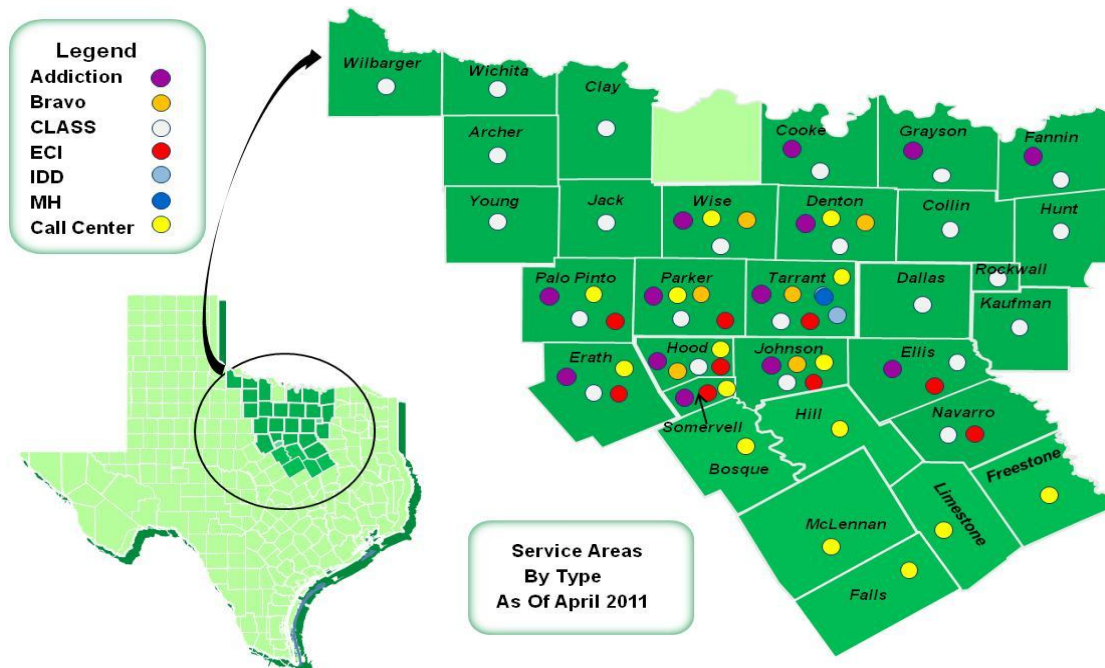 Legend
Addiction
Bravo
CLASS
ECI
IDD
MH
Call Center
Wilbarger
Wichita
Clay
Archer
Cooke
Grayson
Fannin
Young
Jack
Wise
Denton
Collin
Hunt
Palo Pinto
Parker
Tarrant
Dallas
Rockwall
Kaufman
Erath
Hood
Johnson
Ellis
Somervell
Hill
Navarro
Bosque
Freestone
McLennan
Limestone
Falls
Service Areas
By Type
As Of April 2011